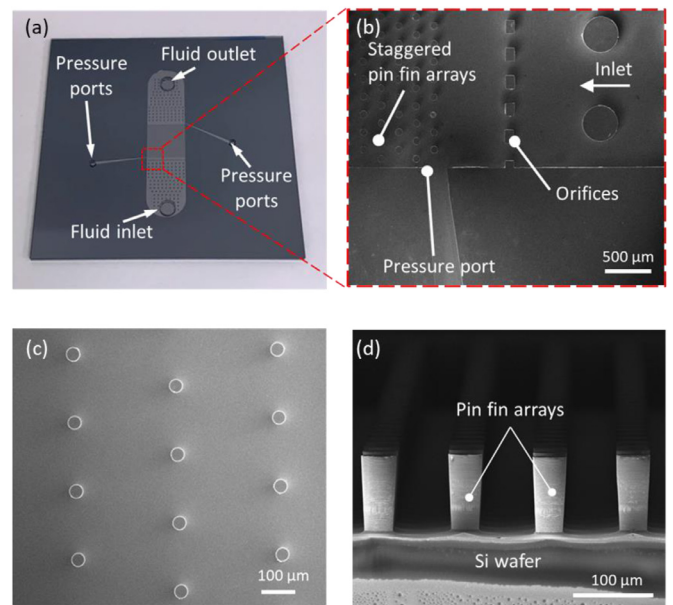 (a)
Fluid outlet
Pressure
ports
Pressure
ports
Fluid inlet
(b)
Staggered
pin fin arrays
Inlet
Orifices
Pressure port
500 µm
(c)
100 µm
(d)
Pin fin arrays
Si wafer
100 µm